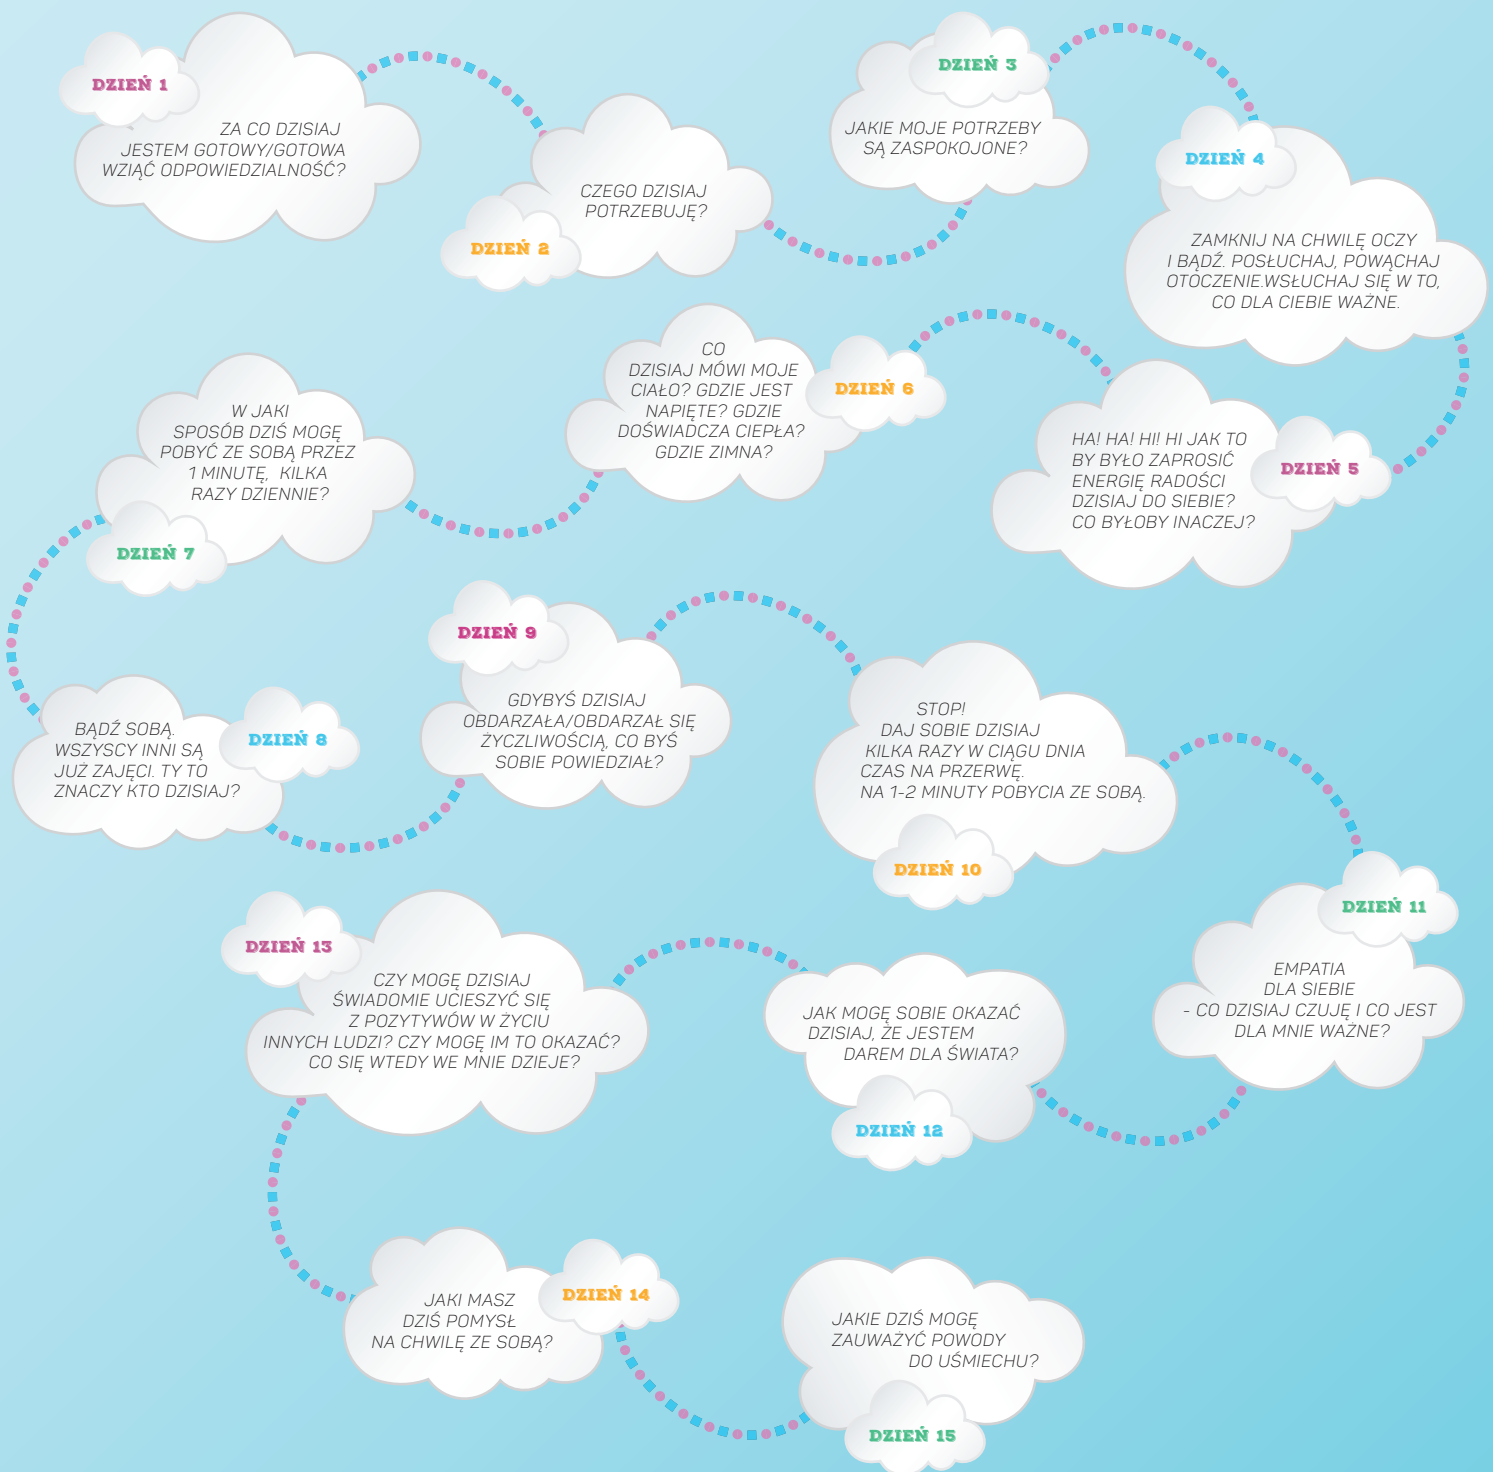 DZIEŃ 1
ZA CO DZISIAJ
JESTEM GOTOWY/GOTOWA
WZIĄĆ ODPOWIEDZIALNOŚĆ?
DZIEŃ 2
CZEGO DZISIAJ
POTRZEBUJĘ?
DZIEŃ 3
JAKIE MOJE POTRZEBY
SĄ ZASPOKOJONE?
DZIEŃ 4
ZAMKNIJ NA CHWILĘ OCZY
I BĄDŹ. POSŁUCHAJ, POWĄCHAJ
OTOCZENIE.WSŁUCHAJ SIĘ W TO,
CO DLA CIEBIE WAŻNE.
DZIEŃ 5
HA! HA! HI! HI JAK TO
BY BYŁO ZAPROSIĆ
ENERGIĘ RADOŚCI
DZISIAJ DO SIEBIE?
CO BYŁOBY INACZEJ?
DZIEŃ 6
CO
DZISIAJ MÓWI MOJE
CIAŁO? GDZIE JEST
NAPIĘTE? GDZIE
DOŚWIADCZA CIEPŁA?
GDZIE ZIMNA?
W JAKI
SPOSÓB DZIŚ MOGĘ
POBYĆ ZE SOBĄ PRZEZ
1 MINUTĘ, KILKA
RAZY DZIENNIE?
DZIEŃ 7
DZIEŃ 8
BĄDŹ SOBĄ.
WSZYSCY INNI SĄ
JUŻ ZAJĘCI. TY TO
ZNACZY KTO DZISIAJ?
DZIEŃ 9
GDYBYŚ DZISIAJ
OBDARZAŁA/OBDARZAŁ SIĘ
ŻYCZLIWOŚCIĄ, CO BYŚ
SOBIE POWIEDZIAŁ?
STOP!
DAJ SOBIE DZISIAJ
KILKA RAZY W CIĄGU DNIA
CZAS NA PRZERWĘ.
NA 1-2 MINUTY POBYCIA ZE SOBĄ.
DZIEŃ 10
DZIEŃ 11
EMPATIA
DLA SIEBIE
- CO DZISIAJ CZUJĘ I CO JEST
DLA MNIE WAŻNE?
JAK MOGĘ SOBIE OKAZAĆ
DZISIAJ, ŻE JESTEM
DAREM DLA ŚWIATA?
DZIEŃ 12
DZIEŃ 13
CZY MOGĘ DZISIAJ
ŚWIADOMIE UCIESZYĆ SIĘ
Z POZYTYWÓW W ŻYCIU
INNYCH LUDZI? CZY MOGĘ IM TO OKAZAĆ?
CO SIĘ WTEDY WE MNIE DZIEJE?
DZIEŃ 14
JAKI MASZ
DZIŚ POMYSŁ
NA CHWILĘ ZE SOBĄ?
JAKIE DZIŚ MOGĘ
ZAUWAŻYĆ POWODY
DO UŚMIECHU?
DZIEŃ 15